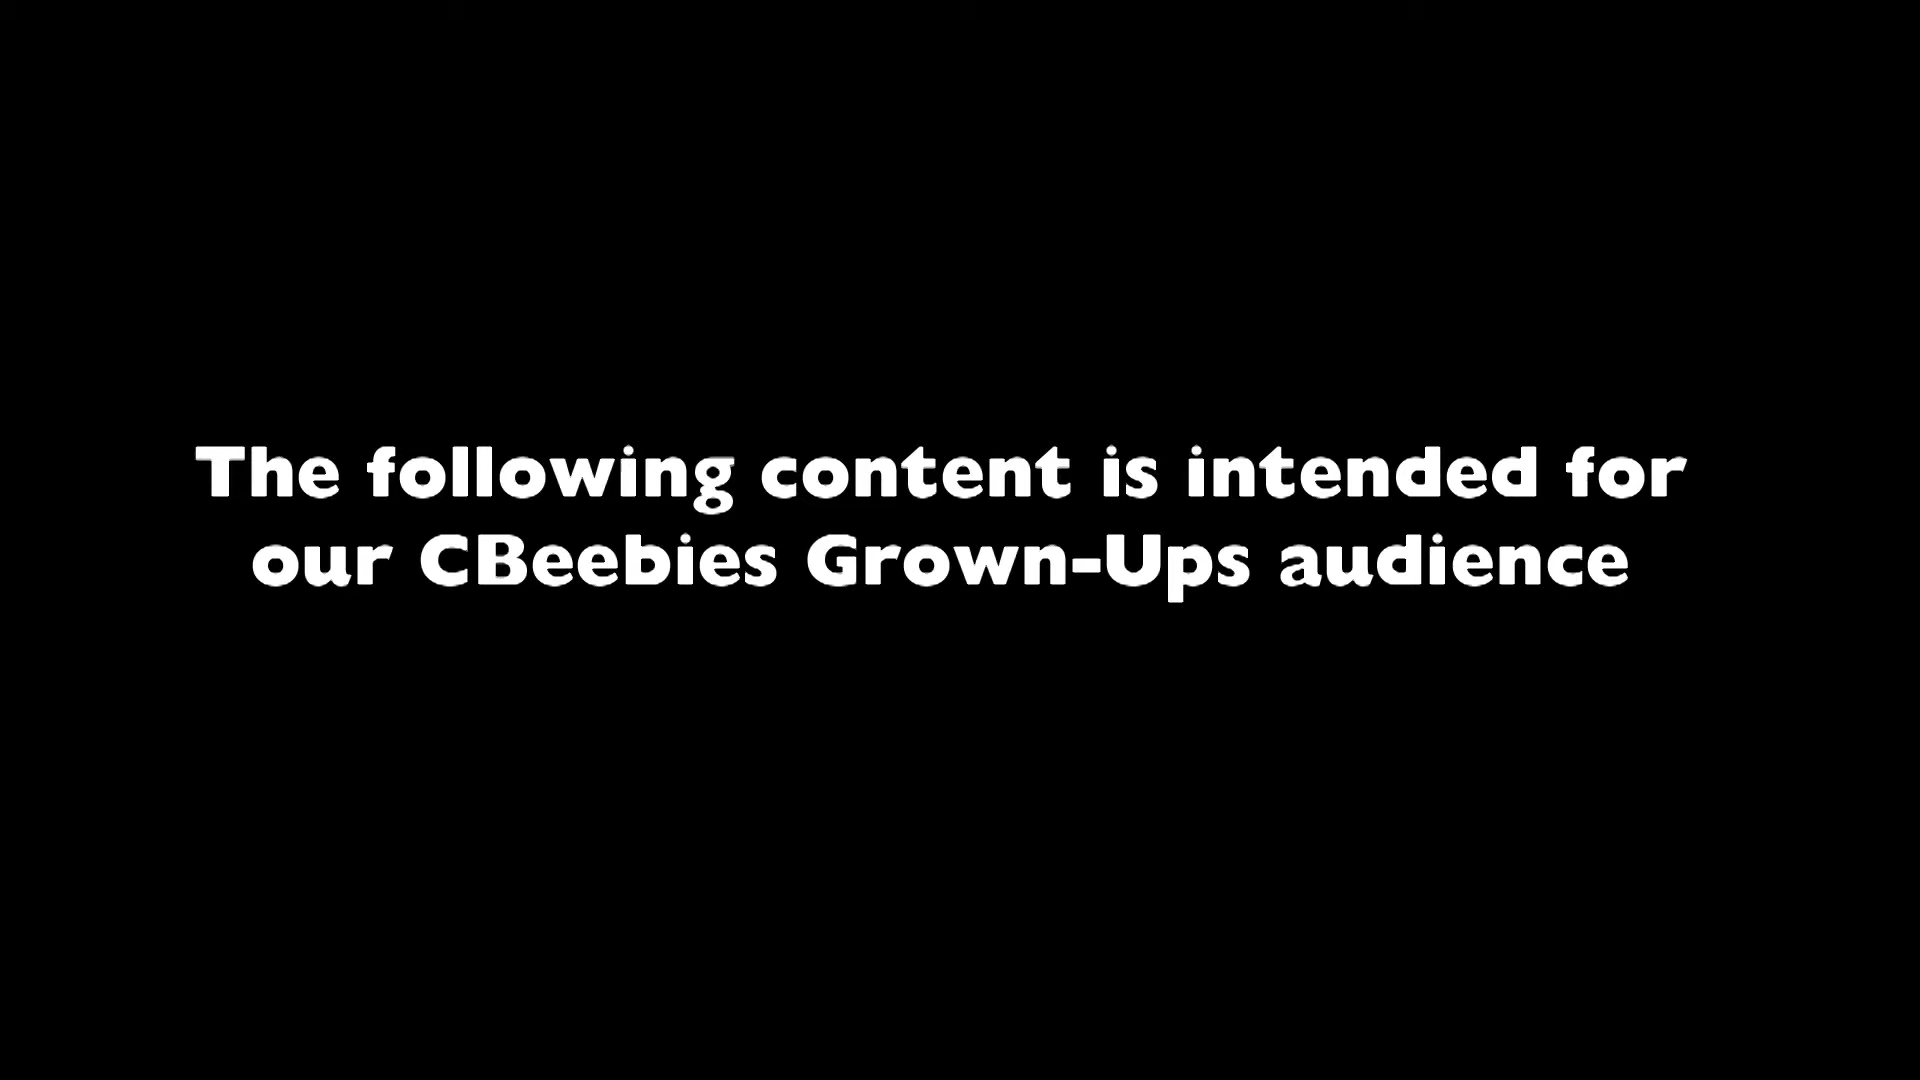 The following content is intended for
our CBeebies Grown-Ups audience